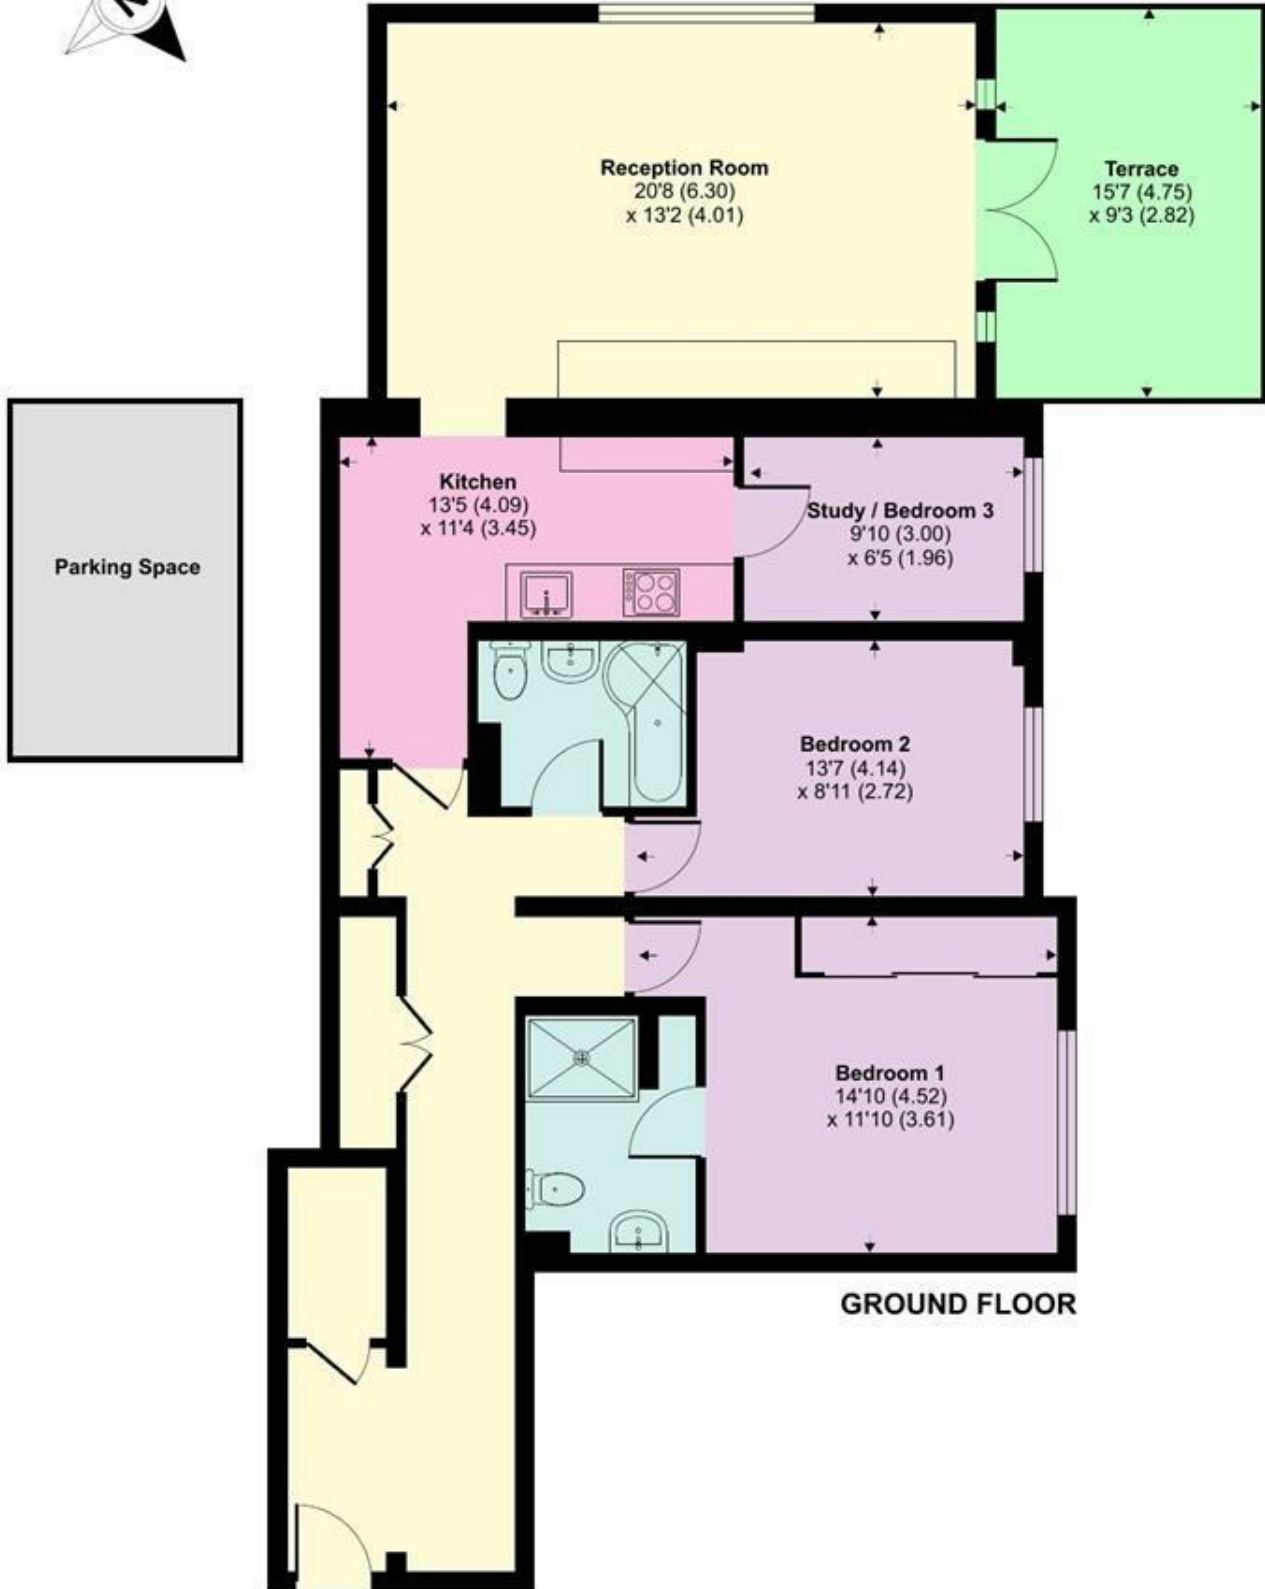 N
Reception Room
20'8 (6.30)
x 13'2 (4.01)
Terrace
15'7 (4.75)
x 9'3 (2.82)
Kitchen
13'5 (4.09)
x 11'4 (3.45)
Study / Bedroom 3
9'10 (3.00)
x 6'5 (1.96)
Parking Space
Bedroom 2
13'7 (4.14)
x 8'11 (2.72)
Bedroom 1
14'10 (4.52)
x 11'10 (3.61)
GROUND FLOOR